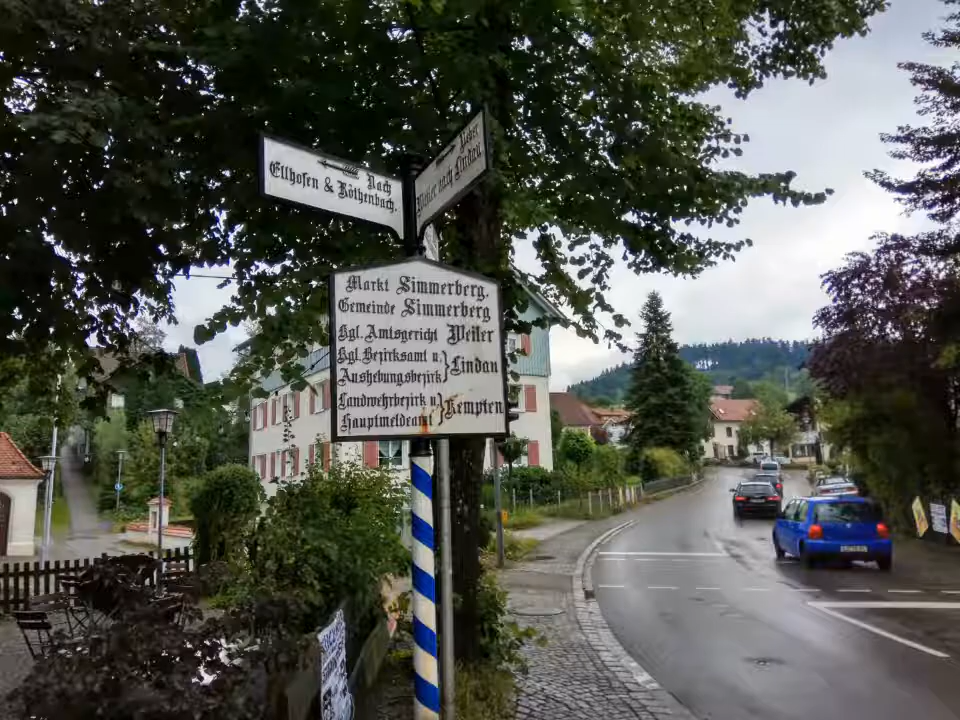 Nach
Ellhofen & Röthenbach.
Ueber
Weiler nach Lindau.
Markt Simmerberg.
Gemeinde Simmerberg
Kgl. Amtsgericht Weiler
Kgl. Bezirksamt u. } Lindau
Aushebungsbezirk
Landwehrbezirk u } Kempten
Hauptmeldeamt